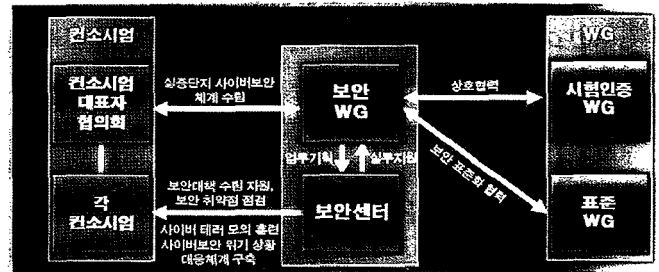 컨소시엄
컨소시엄
대표자
협의회
각
컨소시엄
실증단지 사이버보안
체계 수립
보안대책 수립 지원,
보안 취약점 점검
사이버 테러 모의 훈련
사이버보안 위기 상황
대응체계 구축
보안
WG
업무기획
실무지원
보안센터
상호협력
보안 표준화 협력
WG
시험인증
WG
표준
WG